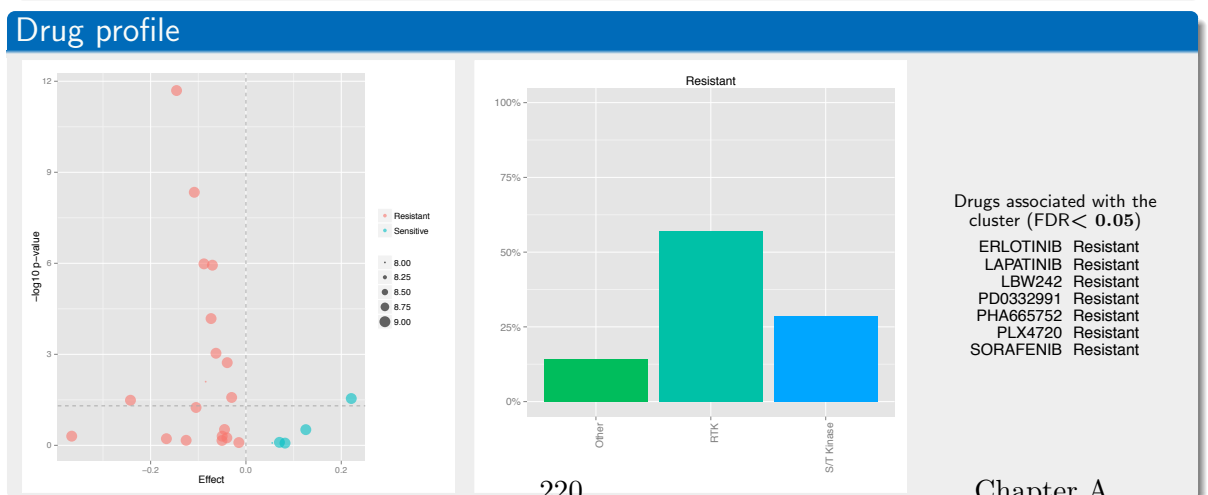 Drug profile
12
9
6
3
0
−log10 p−value
−0.2
0.0
0.2
Effect
Resistant
Sensitive
8.00
8.25
8.50
8.75
9.00
Resistant
100%
75%
50%
25%
0%
Other
RTK
S/T Kinase
Drugs associated with the
cluster (FDR< 0.05)
ERLOTINIB Resistant
LAPATINIB Resistant
LBW242 Resistant
PD0332991 Resistant
PHA665752 Resistant
PLX4720 Resistant
SORAFENIB Resistant
220
Chapter A